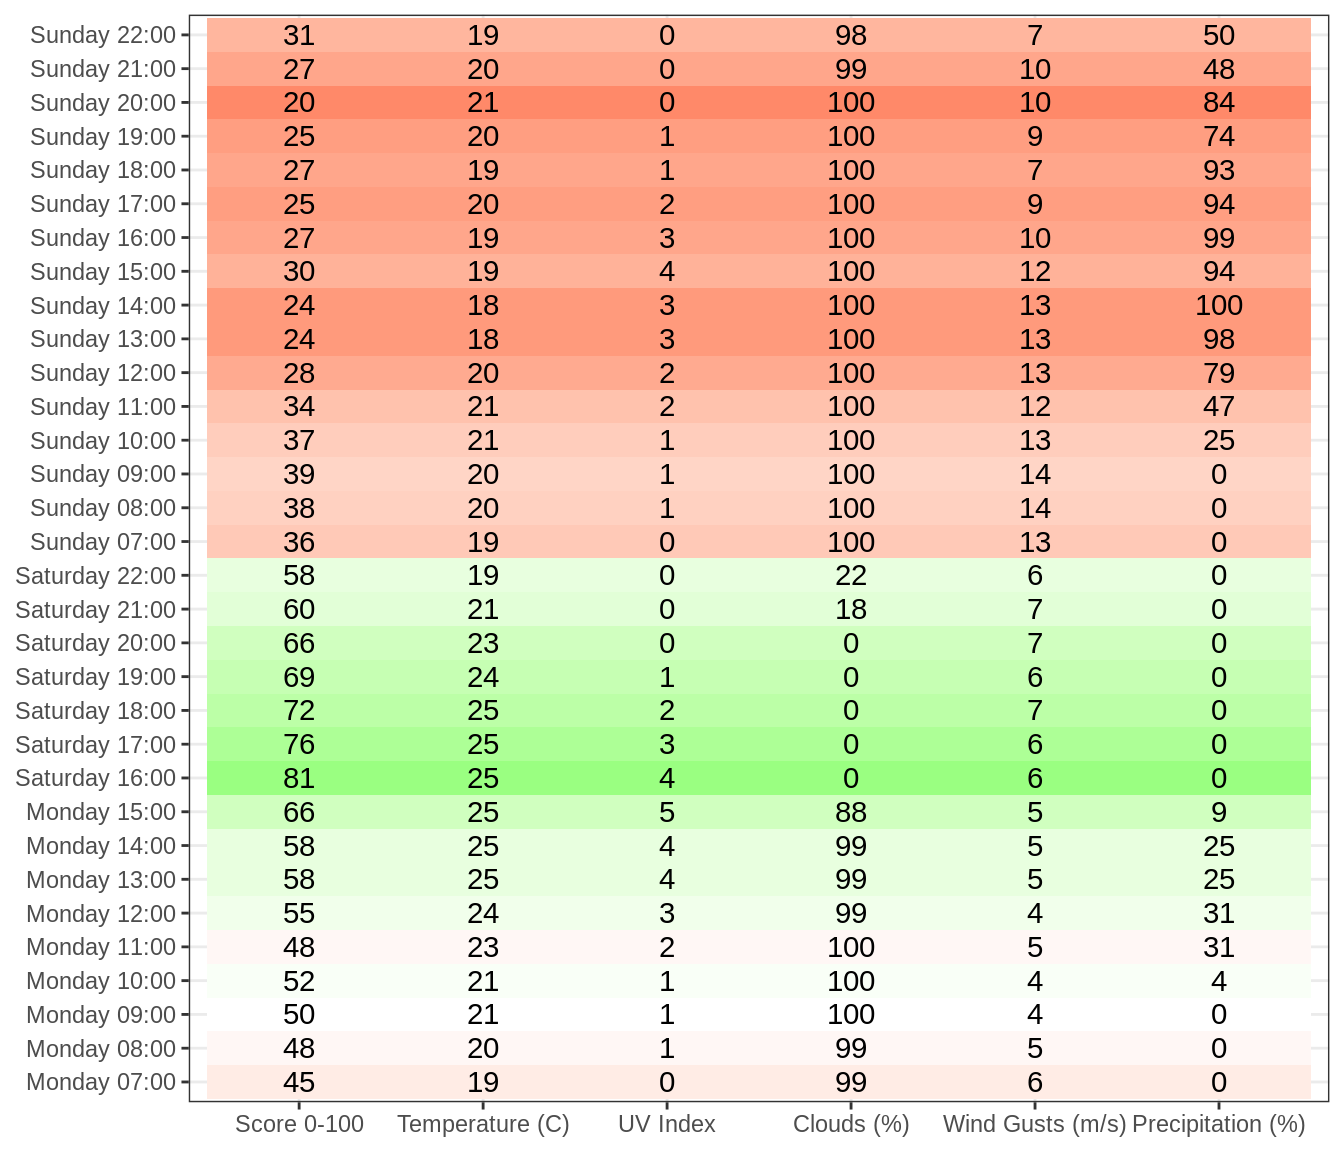 Sunday 22:00 31 19 0 98 7 50
Sunday 21:00 27 20 0 99 10 48
Sunday 20:00 20 21 0 100 10 84
Sunday 19:00 25 20 1 100 9 74
Sunday 18:00 27 19 1 100 7 93
Sunday 17:00 25 20 2 100 9 94
Sunday 16:00 27 19 3 100 10 99
Sunday 15:00 30 19 4 100 12 94
Sunday 14:00 24 18 3 100 13 100
Sunday 13:00 24 18 3 100 13 98
Sunday 12:00 28 20 2 100 13 79
Sunday 11:00 34 21 2 100 12 47
Sunday 10:00 37 21 1 100 13 25
Sunday 09:00 39 20 1 100 14 0
Sunday 08:00 38 20 1 100 14 0
Sunday 07:00 36 19 0 100 13 0
Saturday 22:00 58 19 0 22 6 0
Saturday 21:00 60 21 0 18 7 0
Saturday 20:00 66 23 0 0 7 0
Saturday 19:00 69 24 1 0 6 0
Saturday 18:00 72 25 2 0 7 0
Saturday 17:00 76 25 3 0 6 0
Saturday 16:00 81 25 4 0 6 0
Monday 15:00 66 25 5 88 5 9
Monday 14:00 58 25 4 99 5 25
Monday 13:00 58 25 4 99 5 25
Monday 12:00 55 24 3 99 4 31
Monday 11:00 48 23 2 100 5 31
Monday 10:00 52 21 1 100 4 4
Monday 09:00 50 21 1 100 4 0
Monday 08:00 48 20 1 99 5 0
Monday 07:00 45 19 0 99 6 0
Score 0-100 Temperature (C) UV Index Clouds (%) Wind Gusts (m/s) Precipitation (%)